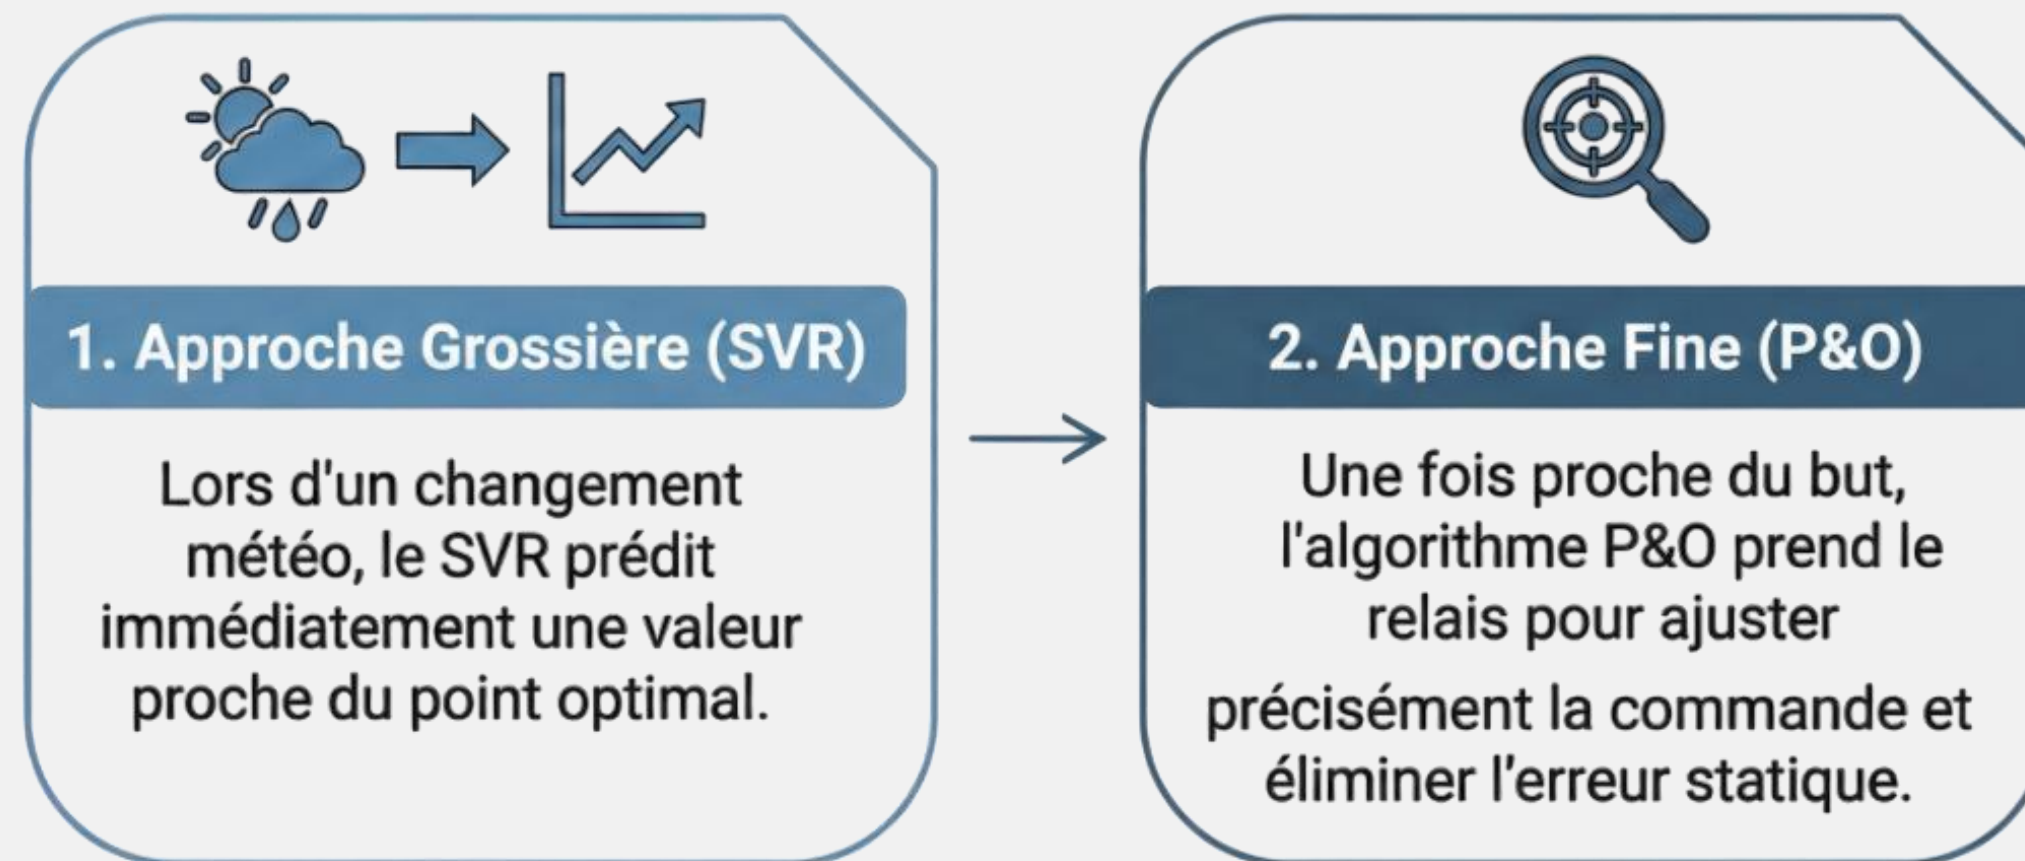 1. Approche Grossière (SVR)
Lors d'un changement
météo, le SVR prédit
immédiatement une valeur
proche du point optimal.
2. Approche Fine (P&O)
Une fois proche du but,
l'algorithme P&O prend le
relais pour ajuster
précisément la commande et
éliminer l'erreur statique.